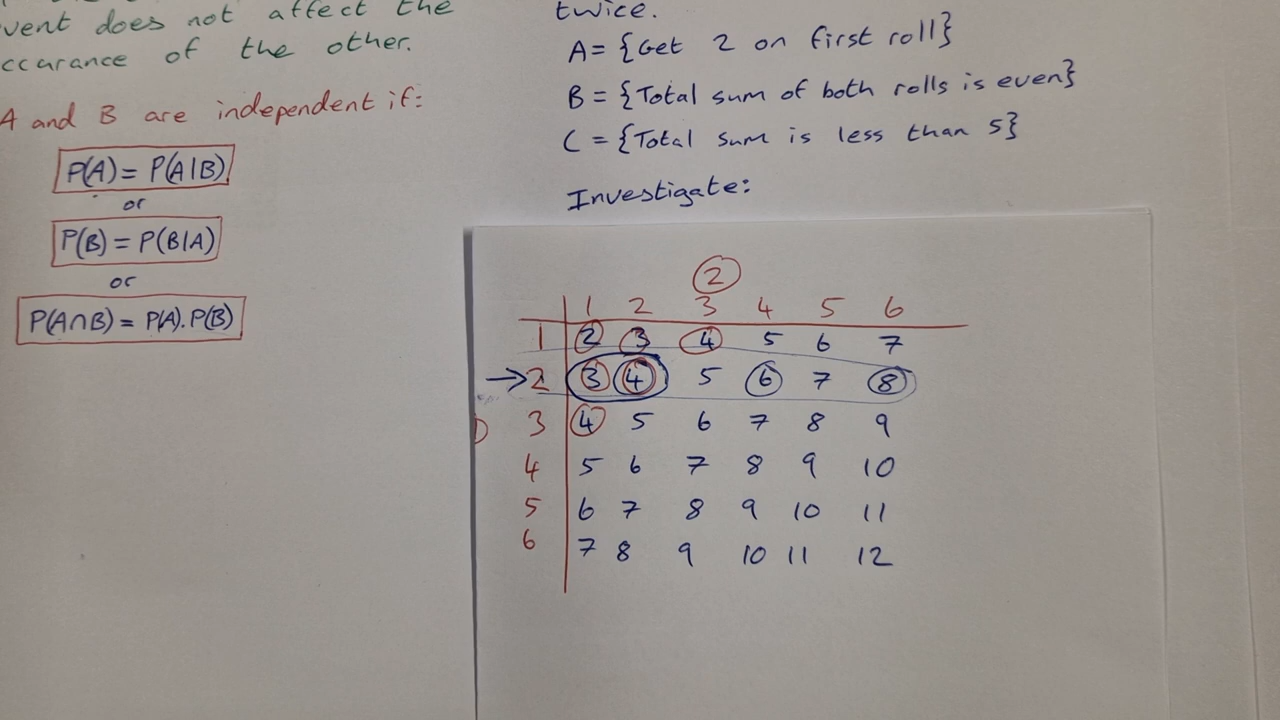 vent does not affect the
ccurance of the other.
A and B are independent if:
P(A) = P(A|B)
or
P(B) = P(B|A)
or
P(A∩B) = P(A).P(B)
twice.
A = {Get 2 on first roll}
B = {Total sum of both rolls is even}
C = {Total sum is less than 5}
Investigate:
2
1 2 3 4 5 6
1 2 3 4 5 6 7
→ 2 3 4 5 6 7 8
3 4 5 6 7 8 9
4 5 6 7 8 9 10
5 6 7 8 9 10 11
6 7 8 9 10 11 12